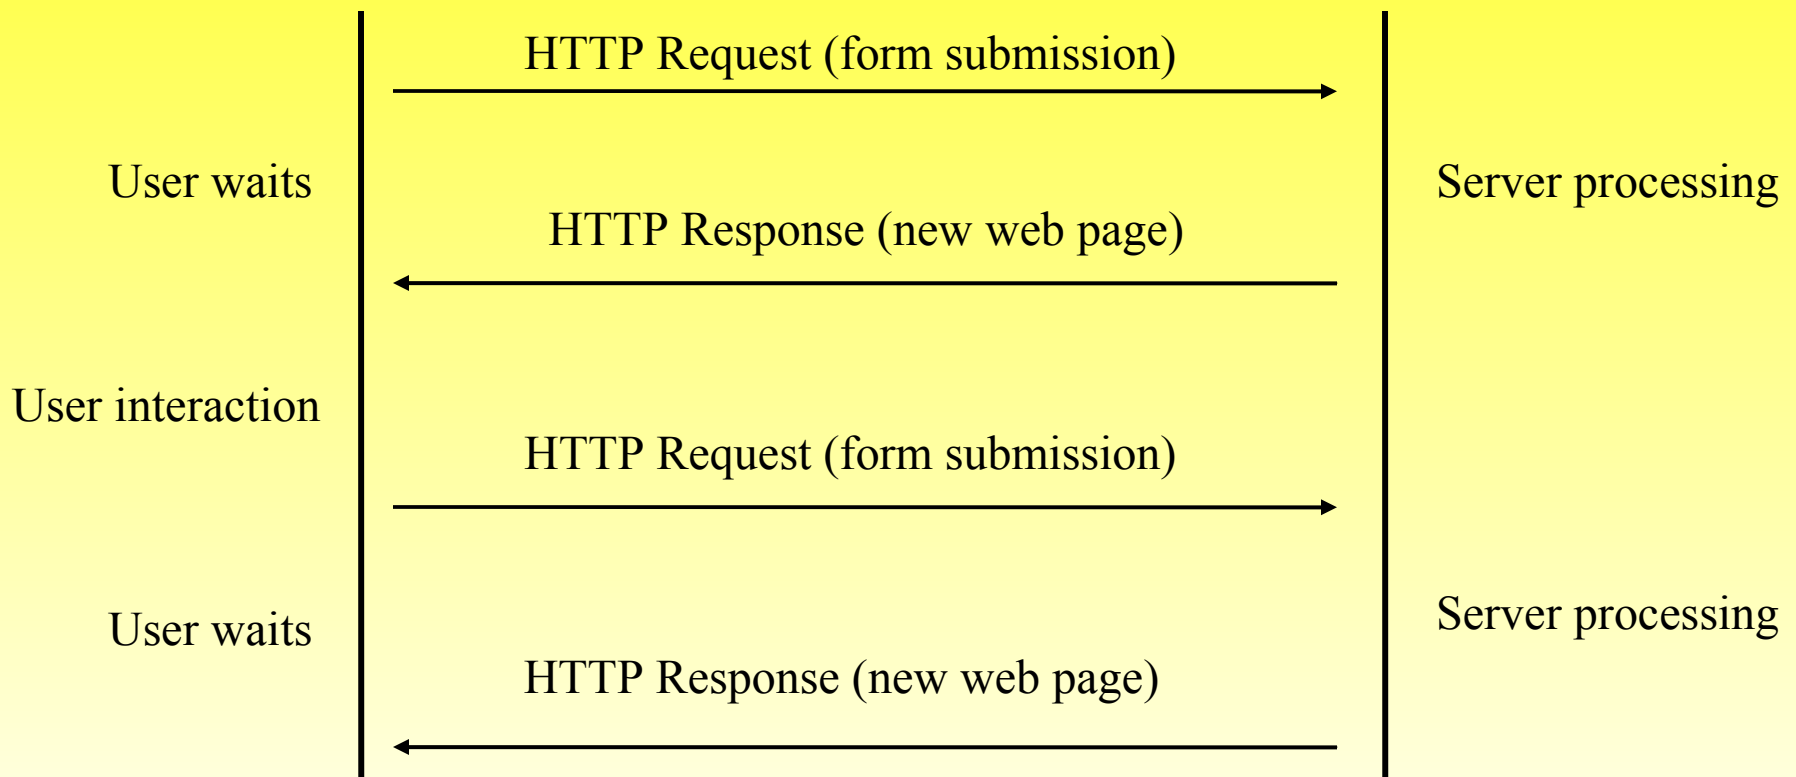 HTTP Request (form submission)
User waits
Server processing
HTTP Response (new web page)
User interaction
HTTP Request (form submission)
User waits
Server processing
HTTP Response (new web page)